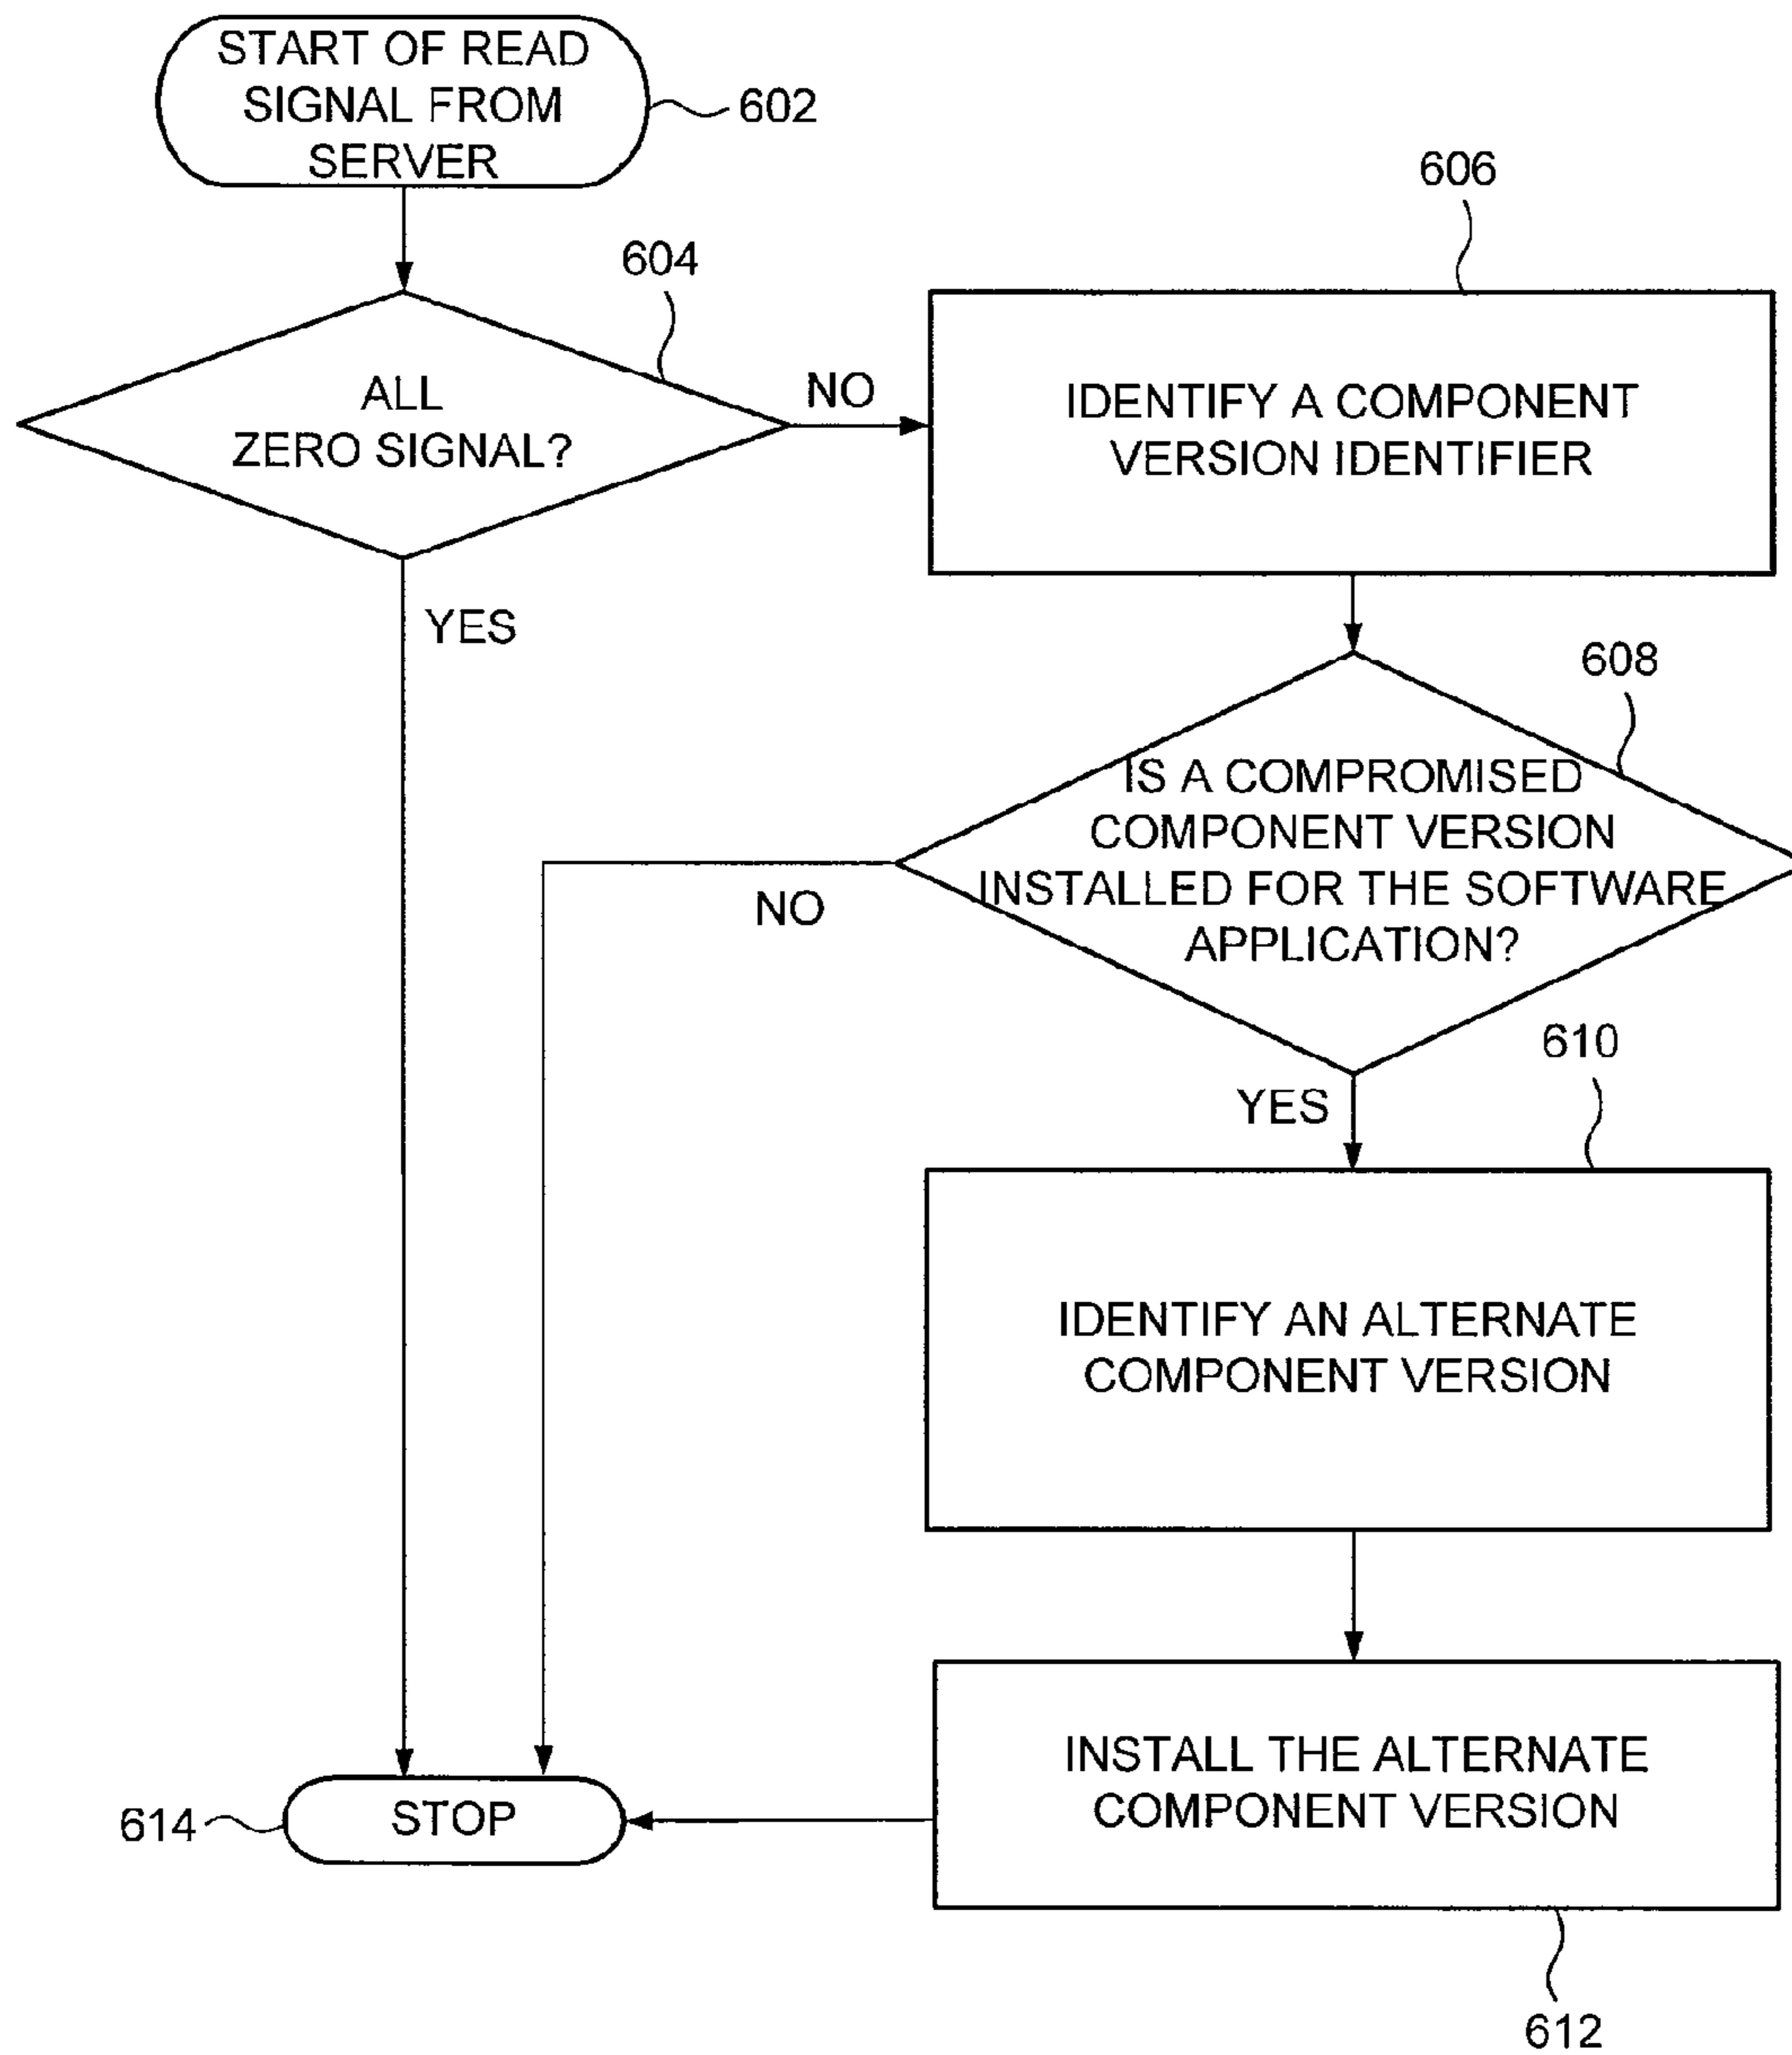 START OF READ
SIGNAL FROM
SERVER
602
604
ALL
ZERO SIGNAL?
NO
YES
606
IDENTIFY A COMPONENT
VERSION IDENTIFIER
608
IS A COMPROMISED
COMPONENT VERSION
INSTALLED FOR THE SOFTWARE
APPLICATION?
NO
YES
610
IDENTIFY AN ALTERNATE
COMPONENT VERSION
INSTALL THE ALTERNATE
COMPONENT VERSION
612
614
STOP